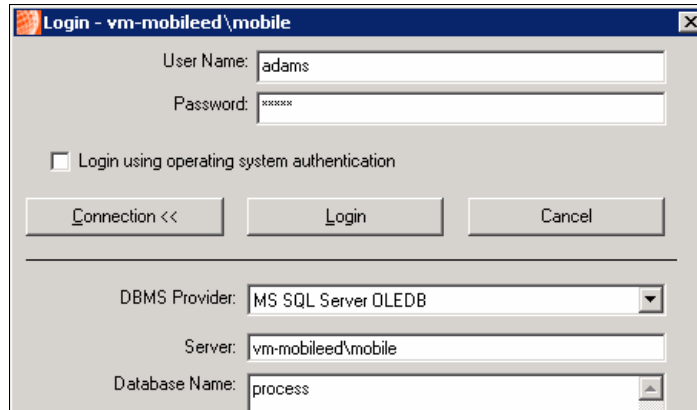 Login - vm-mobileed\mobile
User Name: adams
Password: *****
Login using operating system authentication
Connection << Login Cancel
DBMS Provider: MS SQL Server OLEDB
Server: vm-mobileed\mobile
Database Name: process